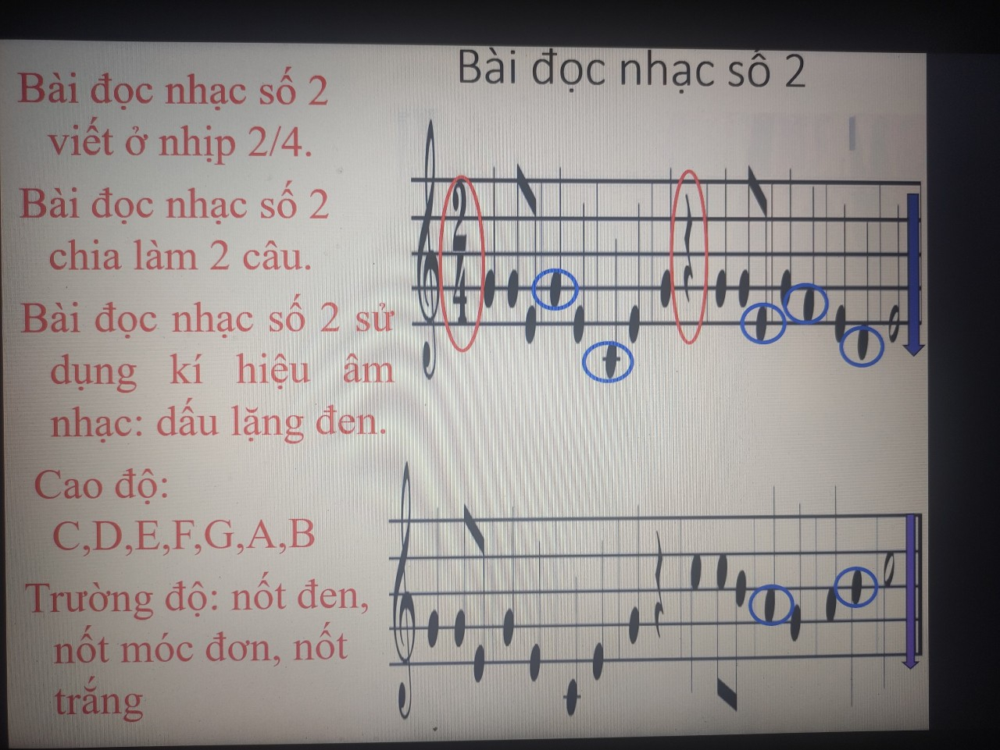 Bài đọc nhạc số 2
Bài đọc nhạc số 2
viết ở nhịp 2/4.
Bài đọc nhạc số 2
chia làm 2 câu.
Bài đọc nhạc số 2 sử
dụng kí hiệu âm
nhạc: dấu lặng đen.
Cao độ:
C,D,E,F,G,A,B
Trường độ: nốt đen,
nốt móc đơn, nốt
trắng
2
4